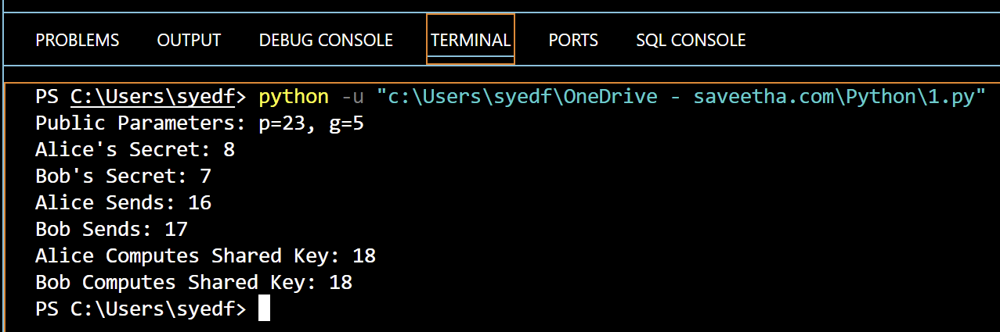 PROBLEMS OUTPUT DEBUG CONSOLE TERMINAL PORTS SQL CONSOLE
PS C:\Users\syedf> python -u "c:\Users\syedf\OneDrive - saveetha.com\Python\1.py"
Public Parameters: p=23, g=5
Alice's Secret: 8
Bob's Secret: 7
Alice Sends: 16
Bob Sends: 17
Alice Computes Shared Key: 18
Bob Computes Shared Key: 18
PS C:\Users\syedf>